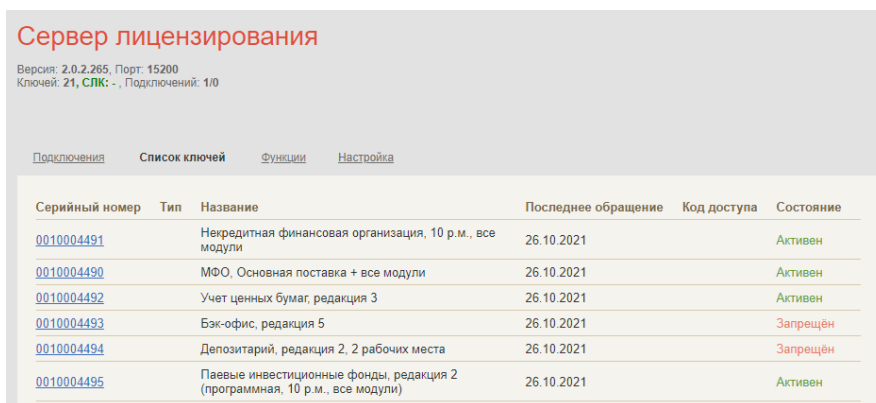 Сервер лицензирования
Версия: 2.0.2.265, Порт: 15200
Ключей: 21, СЛК: - , Подключений: 1/0
Подключения Список ключей Функции Настройка
Серийный номер Тип Название Последнее обращение Код доступа Состояние
0010004491 Некредитная финансовая организация, 10 р.м., все модули 26.10.2021 Активен
0010004490 МФО, Основная поставка + все модули 26.10.2021 Активен
0010004492 Учет ценных бумаг, редакция 3 26.10.2021 Активен
0010004493 Бэк-офис, редакция 5 26.10.2021 Запрещён
0010004494 Депозитарий, редакция 2, 2 рабочих места 26.10.2021 Запрещён
0010004495 Паевые инвестиционные фонды, редакция 2 (программная, 10 р.м., все модули) 26.10.2021 Активен